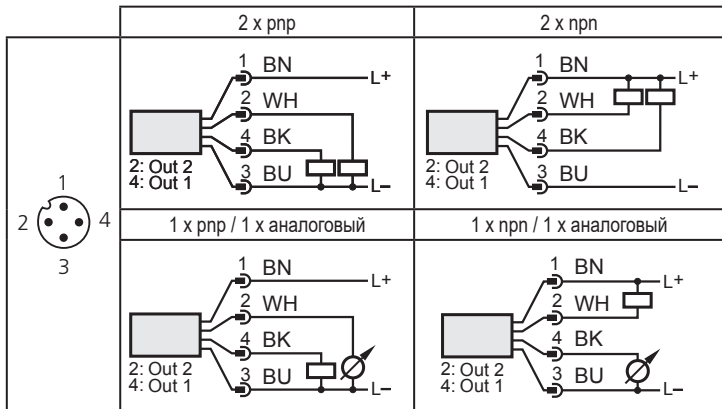 2 x pnp
2 x npn
1 BN L+
2 WH
4 BK
3 BU L–
2: Out 2
4: Out 1
1 BN L+
2 WH
4 BK
3 BU L–
2: Out 2
4: Out 1
1
2 4
3
1 x pnp / 1 x аналоговый
1 x npn / 1 x аналоговый
1 BN L+
2 WH
4 BK
3 BU L–
2: Out 2
4: Out 1
1 BN L+
2 WH
4 BK
3 BU L–
2: Out 2
4: Out 1